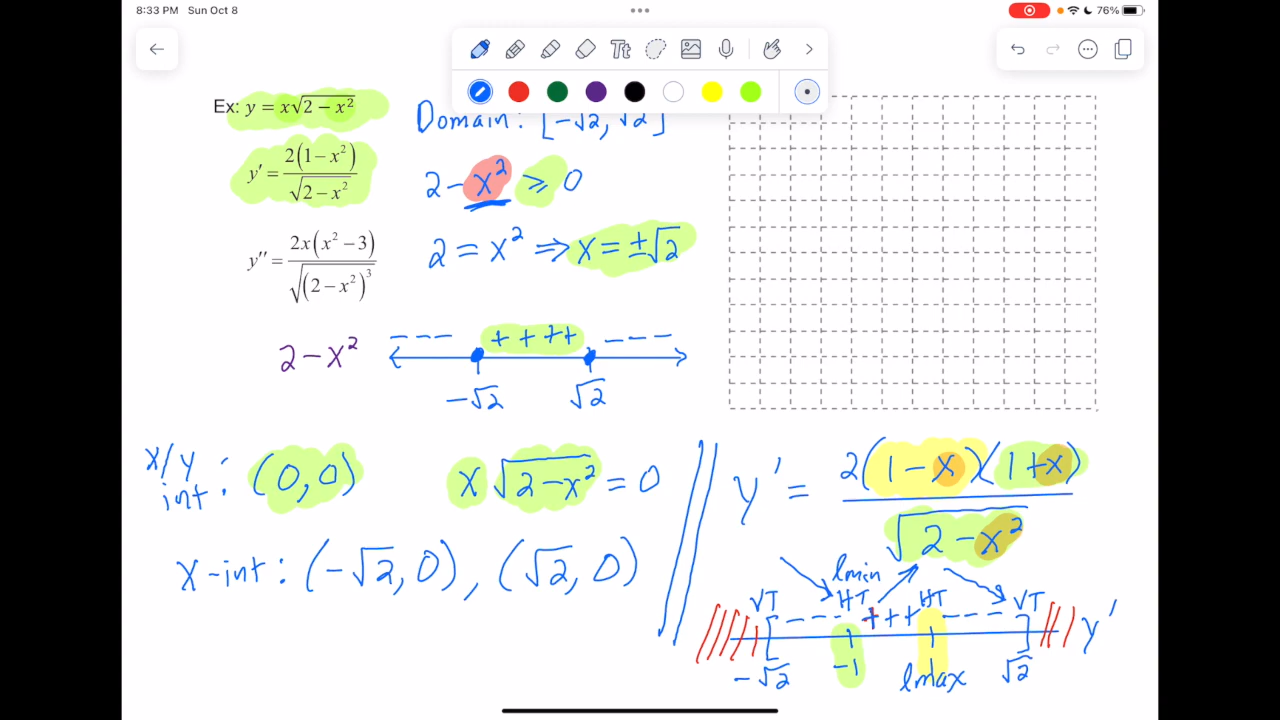 8:33 PM Sun Oct 8
76%
Tt
Ex: y = x√(2 − x²)
Domain: [-√2, √2]
y' = 2(1−x²) / √(2−x²)
2 - x² ≥ 0
2 = x² ⇒ x = ±√2
y'' = 2x(x²−3) / √((2−x²)³)
2 - x²
--- ++++ ---
-√2 √2
x/y int: (0,0)
x √(2-x²) = 0
x-int: (-√2, 0), (√2, 0)
y' = 2(1-x)(1+x) / √(2-x²)
lmin
VT HT HT VT
[ --- +++ --- ] y'
-√2 -1 lmax √2